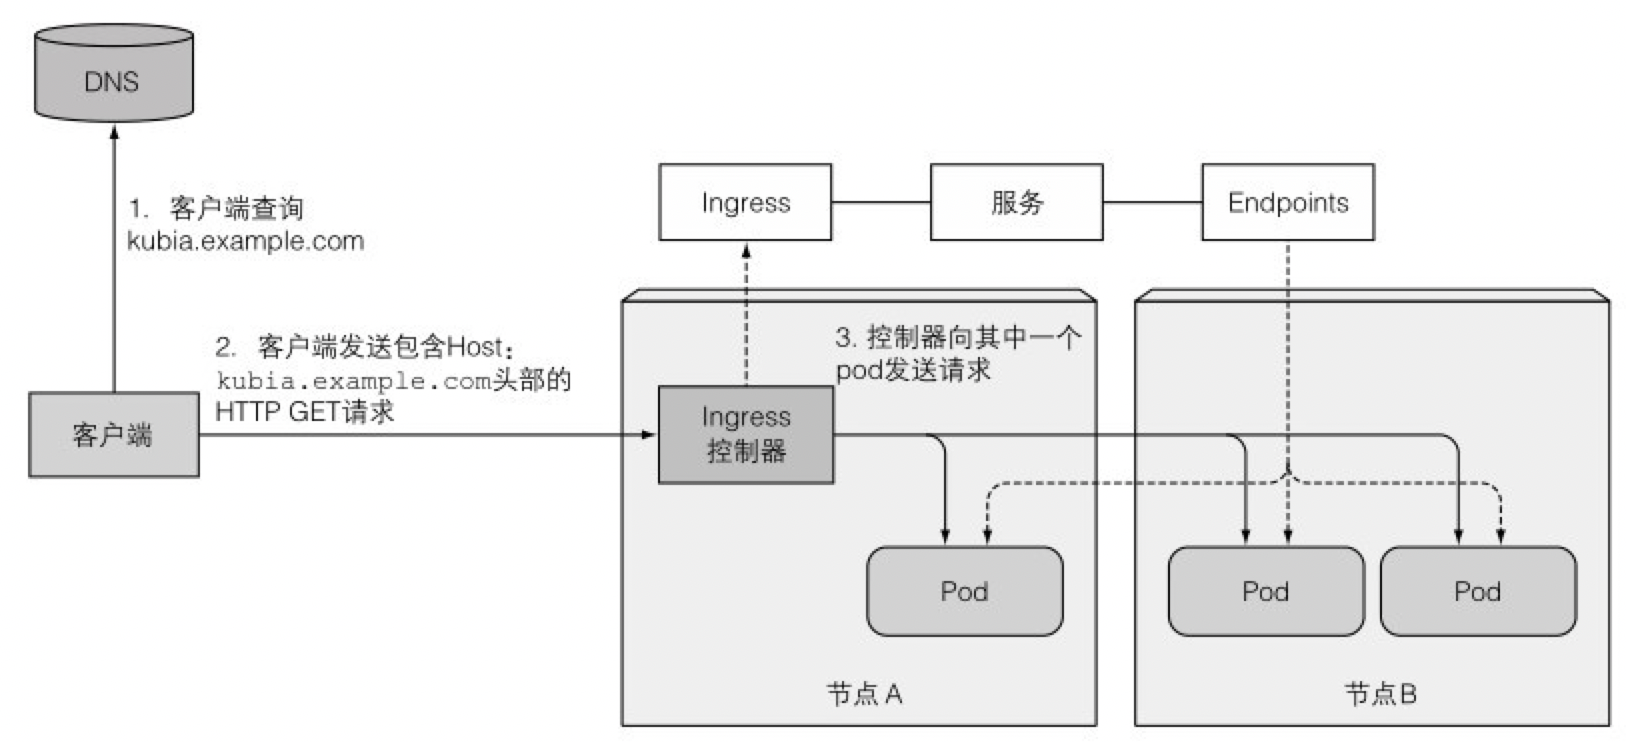 DNS
1. 客户端查询
kubia.example.com
Ingress
服务
Endpoints
2. 客户端发送包含Host：
kubia.example.com头部的
HTTP GET请求
3. 控制器向其中一个
pod发送请求
客户端
Ingress
控制器
Pod
Pod
Pod
节点A
节点B